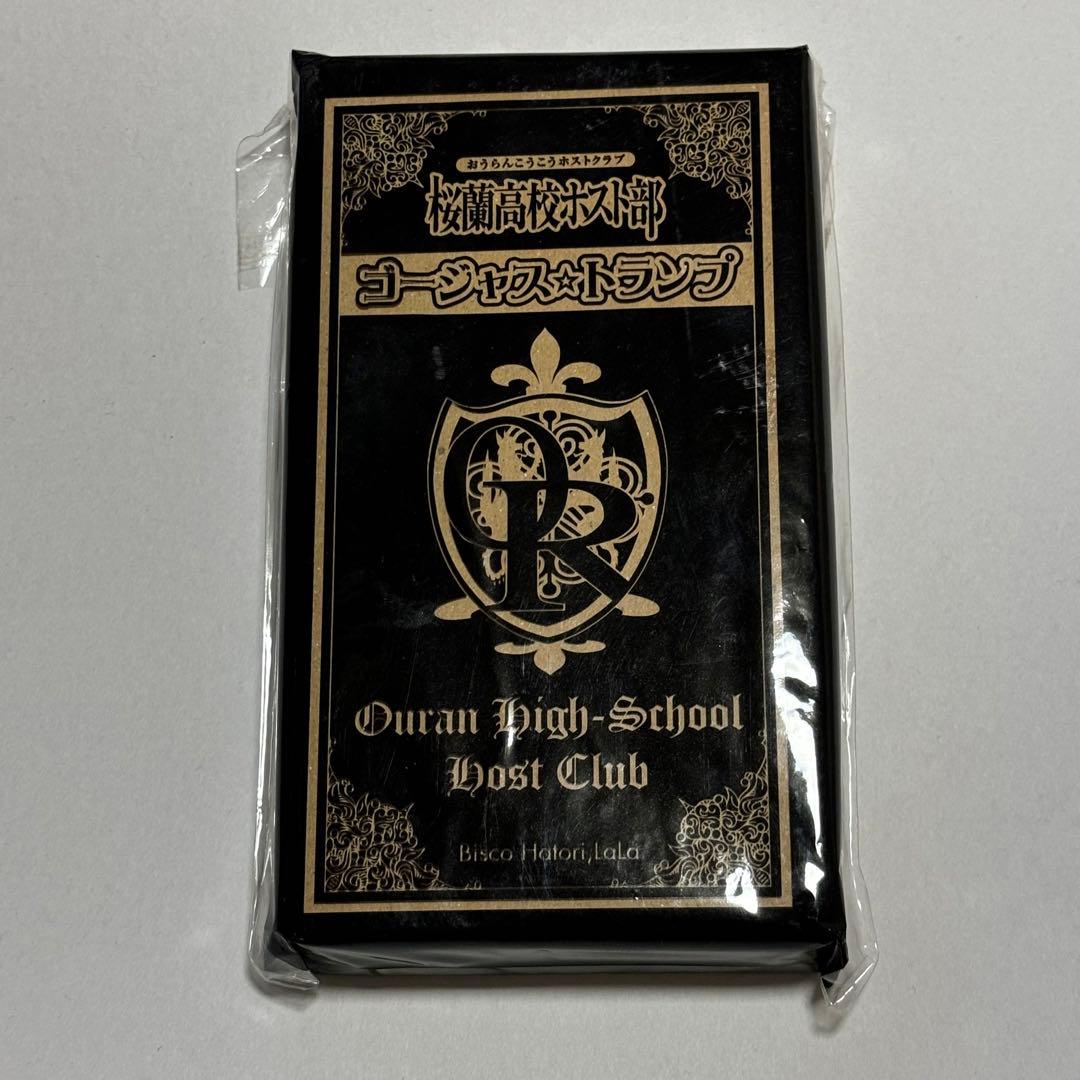 おうらんこうこうホストクラブ
桜蘭高校ホスト部
ゴージャス☆トランプ
OR
Ouran High-School
Host Club
Bisco Hatori,LaLa